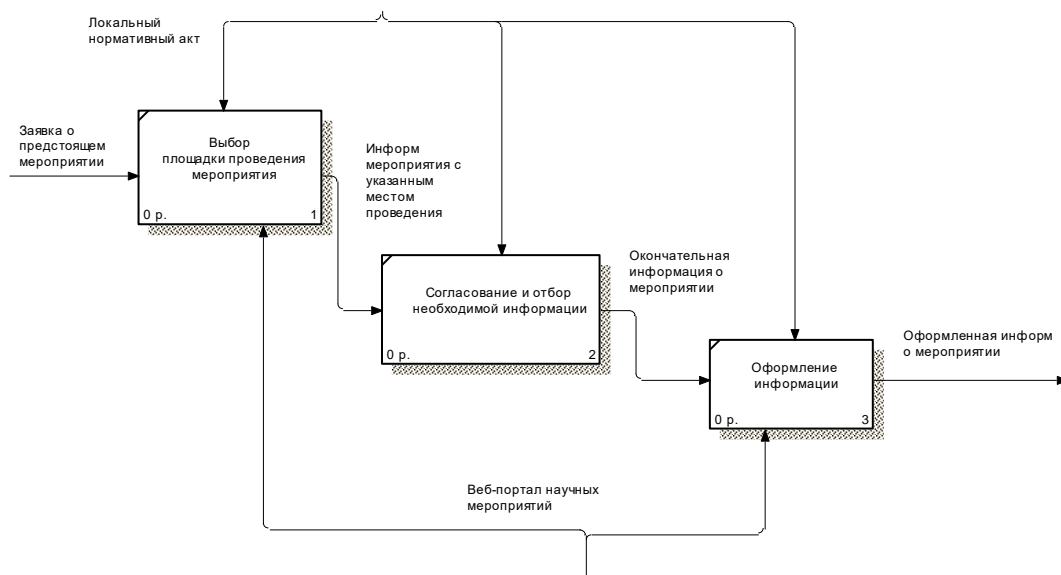 Локальный
нормативный акт
Заявка о
предстоящем
мероприятии
Выбор
площадки проведения
мероприятия
0 р. 1
Информ
мероприятия с
указанным
местом
проведения
Согласование и отбор
необходимой информации
0 р. 2
Окончательная
информация о
мероприятии
Оформление
информации
0 р. 3
Оформленная информ
о мероприятии
Веб-портал научных
мероприятий